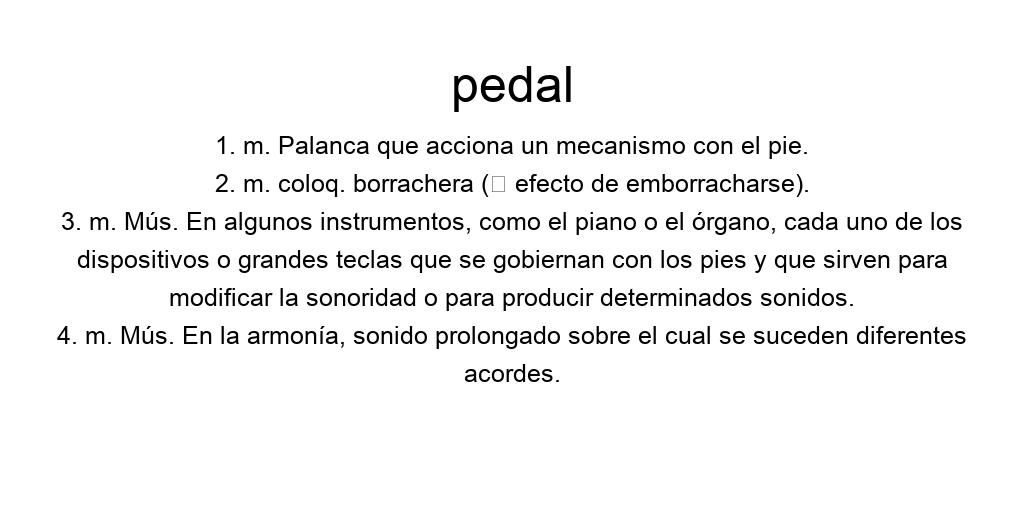 pedal
1. m. Palanca que acciona un mecanismo con el pie.
2. m. coloq. borrachera (▯ efecto de emborracharse).
3. m. Mús. En algunos instrumentos, como el piano o el órgano, cada uno de los
dispositivos o grandes teclas que se gobiernan con los pies y que sirven para
modificar la sonoridad o para producir determinados sonidos.
4. m. Mús. En la armonía, sonido prolongado sobre el cual se suceden diferentes
acordes.